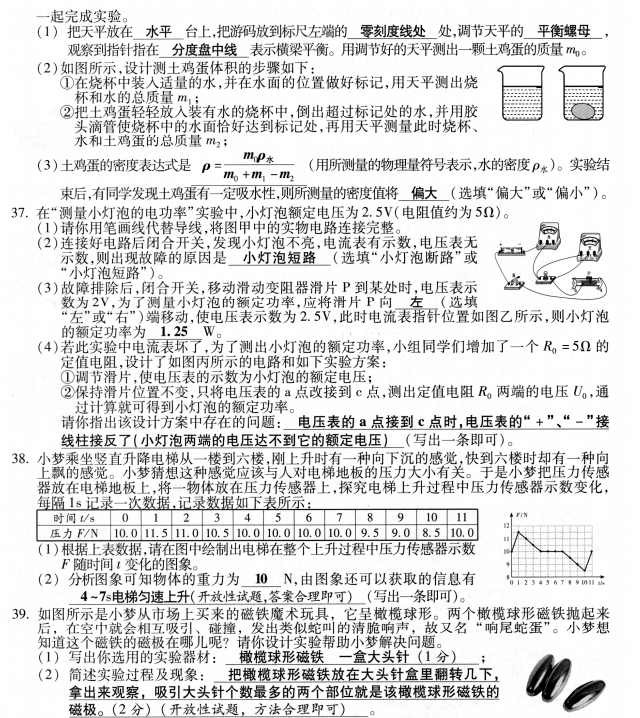 一起完成实验。
(1) 把天平放在 水平 台上,把游码放到标尺左端的 零刻度线处 处,调节天平的 平衡螺母 ,
观察到指针指在 分度盘中线 表示横梁平衡。用调节好的天平测出一颗土鸡蛋的质量 m₀。
(2) 如图所示,设计测土鸡蛋体积的步骤如下:
①在烧杯中装入适量的水,并在水面的位置做好标记,用天平测出烧
杯和水的总质量 m₁;
②把土鸡蛋轻轻放入装有水的烧杯中,倒出超过标记处的水,并用胶
头滴管使烧杯中的水面恰好达到标记处,再用天平测量此时烧杯、
水和土鸡蛋的总质量 m₂;
(3) 土鸡蛋的密度表达式是 ρ = m₀ρ水 / (m₀ + m₁ − m₂) (用所测量的物理量符号表示,水的密度 ρ水)。实验结
束后,有同学发现土鸡蛋有一定吸水性,则所测量的密度值将 偏大 (选填“偏大”或“偏小”)。
37. 在“测量小灯泡的电功率”实验中,小灯泡额定电压为 2.5V(电阻值约为 5Ω)。
(1) 请你用笔画线代替导线,将图甲中的实物电路连接完整。
(2) 连接好电路后闭合开关,发现小灯泡不亮,电流表有示数,电压表无
示数,则出现故障的原因是 小灯泡短路 (选填“小灯泡断路”或
“小灯泡短路”)。
(3) 故障排除后,闭合开关,移动滑动变阻器滑片 P 到某处时,电压表示
数为 2V,为了测量小灯泡的额定功率,应将滑片 P 向 左 (选填
“左”或“右”)端移动,使电压表示数为 2.5V,此时电流表指针位置如图乙所示,则小灯泡
的额定功率为 1.25 W。
(4) 若此实验中电流表坏了,为了测出小灯泡的额定功率,小组同学们增加了一个 R₀ = 5Ω 的
定值电阻,设计了如图丙所示的电路和如下实验方案:
①调节滑片,使电压表的示数为小灯泡的额定电压;
②保持滑片位置不变,只将电压表的 a 点改接到 c 点,测出定值电阻 R₀ 两端的电压 U₀,通
过计算就可得到小灯泡的额定功率。
请你指出该设计方案中存在的问题: 电压表的 a 点接到 c 点时,电压表的“+”、“−”接
线柱接反了(小灯泡两端的电压达不到它的额定电压) (写出一条即可)。
38. 小梦乘坐竖直升降电梯从一楼到六楼,刚上升时有一种向下沉的感觉,快到六楼时却有一种向
上飘的感觉。小梦猜想这种感觉应该与人对电梯地板的压力大小有关。于是小梦把压力传感
器放在电梯地板上,将一物体放在压力传感器上,探究电梯上升过程中压力传感器示数变化,
每隔 1s 记录一次数据,记录数据如下表所示:
时间 t/s 0 1 2 3 4 5 6 7 8 9 10 11
压力 F/N 10.0 11.5 11.0 10.5 10.0 10.0 10.0 10.0 9.5 9.0 8.5 10.0
F/N
12
11
10
9
8
0 1 2 3 4 5 6 7 8 9 10 11 t/s
(1) 根据上表数据,请在图中绘制出电梯在整个上升过程中压力传感器示数
F 随时间 t 变化的图象。
(2) 分析图象可知物体的重力为 10 N,由图象还可以获取的信息有
4~7s电梯匀速上升(开放性试题,答案合理即可) (写出一条即可)。
39. 如图所示是小梦从市场上买来的磁铁魔术玩具,它呈橄榄球形。两个橄榄球形磁铁抛起来
后,在空中就会相互吸引、碰撞,发出类似蛇叫的清脆响声,故又名“响尾蛇蛋”。小梦想
知道这个磁铁的磁极在哪儿呢?请你设计实验帮助小梦解决问题。
(1) 写出你选用的实验器材: 橄榄球形磁铁 一盒大头针(1 分) ;
(2) 简述实验过程及现象: 把橄榄球形磁铁放在大头针盒里翻转几下,
拿出来观察,吸引大头针个数最多的两个部位就是该橄榄球形磁铁的
磁极。(2 分)(开放性试题,方法合理即可) 。